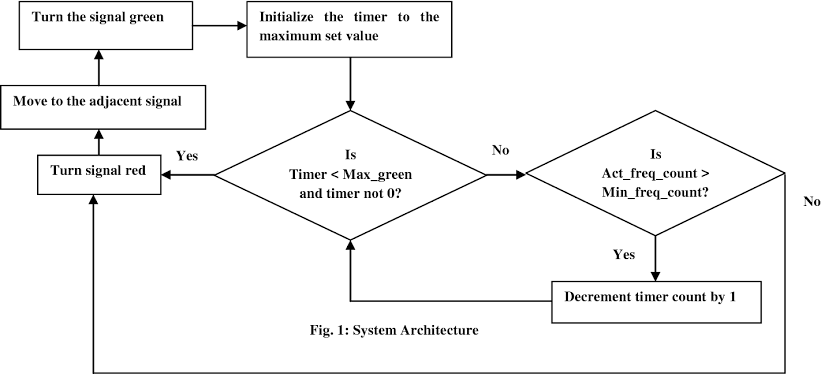 Turn the signal green
Initialize the timer to the
maximum set value
Move to the adjacent signal
Turn signal red
Yes
Is
Timer < Max_green
and timer not 0?
No
Is
Act_freq_count >
Min_freq_count?
No
Yes
Decrement timer count by 1
Fig. 1: System Architecture